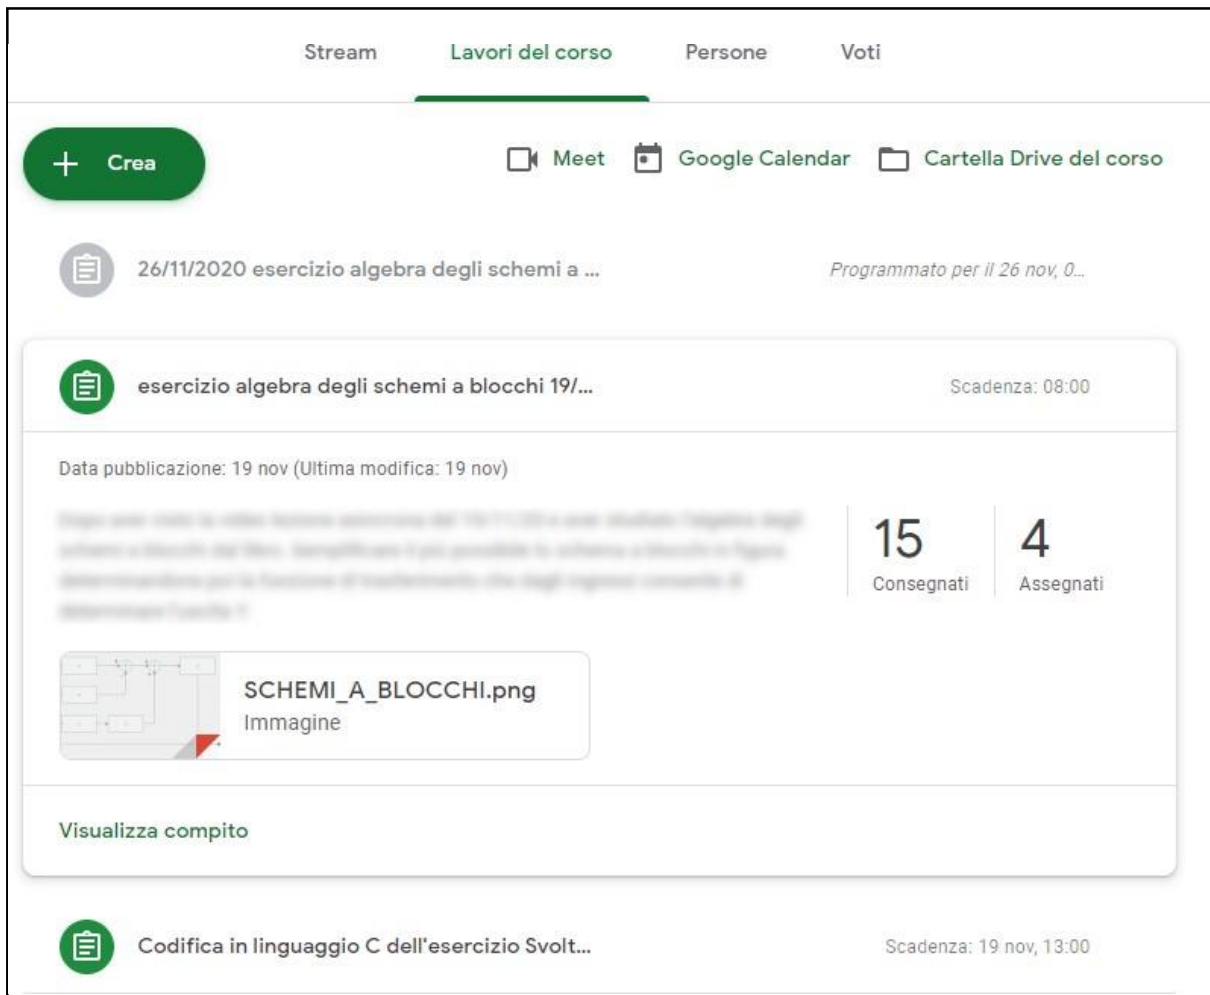 Stream Lavori del corso Persone Voti
Crea Meet Google Calendar Cartella Drive del corso
26/11/2020 esercizio algebra degli schemi a ... Programmato per il 26 nov, 0...
esercizio algebra degli schemi a blocchi 19/... Scadenza: 08:00
Data pubblicazione: 19 nov (Ultima modifica: 19 nov)
15 4
Consegnati Assegnati
SCHEMI_A_BLOCCHI.png
Immagine
Visualizza compito
Codifica in linguaggio C dell'esercizio Svolt... Scadenza: 19 nov, 13:00